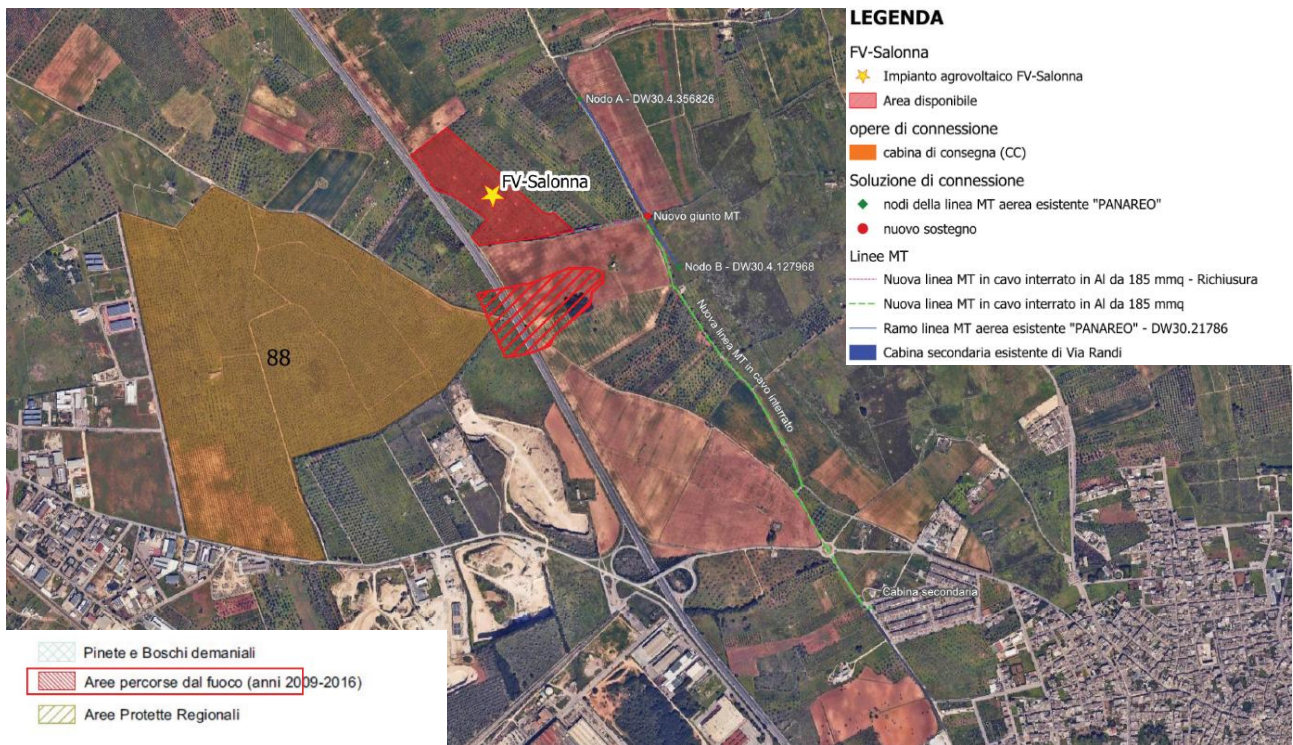 LEGENDA
FV-Salonna
Impianto agrovoltaico FV-Salonna
Area disponibile
opere di connessione
cabina di consegna (CC)
Soluzione di connessione
nodi della linea MT aerea esistente "PANAREO"
nuovo sostegno
Linee MT
Nuova linea MT in cavo interrato in Al da 185 mmq - Richiusura
Nuova linea MT in cavo interrato in Al da 185 mmq
Ramo linea MT aerea esistente "PANAREO" - DW30.21786
Cabina secondaria esistente di Via Randi
Nodo A - DW30.4.356826
FV-Salonna
Nuovo giunto MT
Nodo B - DW30.4.127968
Nuova linea MT in cavo interrato
88
Cabina secondaria
Pinete e Boschi demaniali
Aree percorse dal fuoco (anni 2009-2016)
Aree Protette Regionali